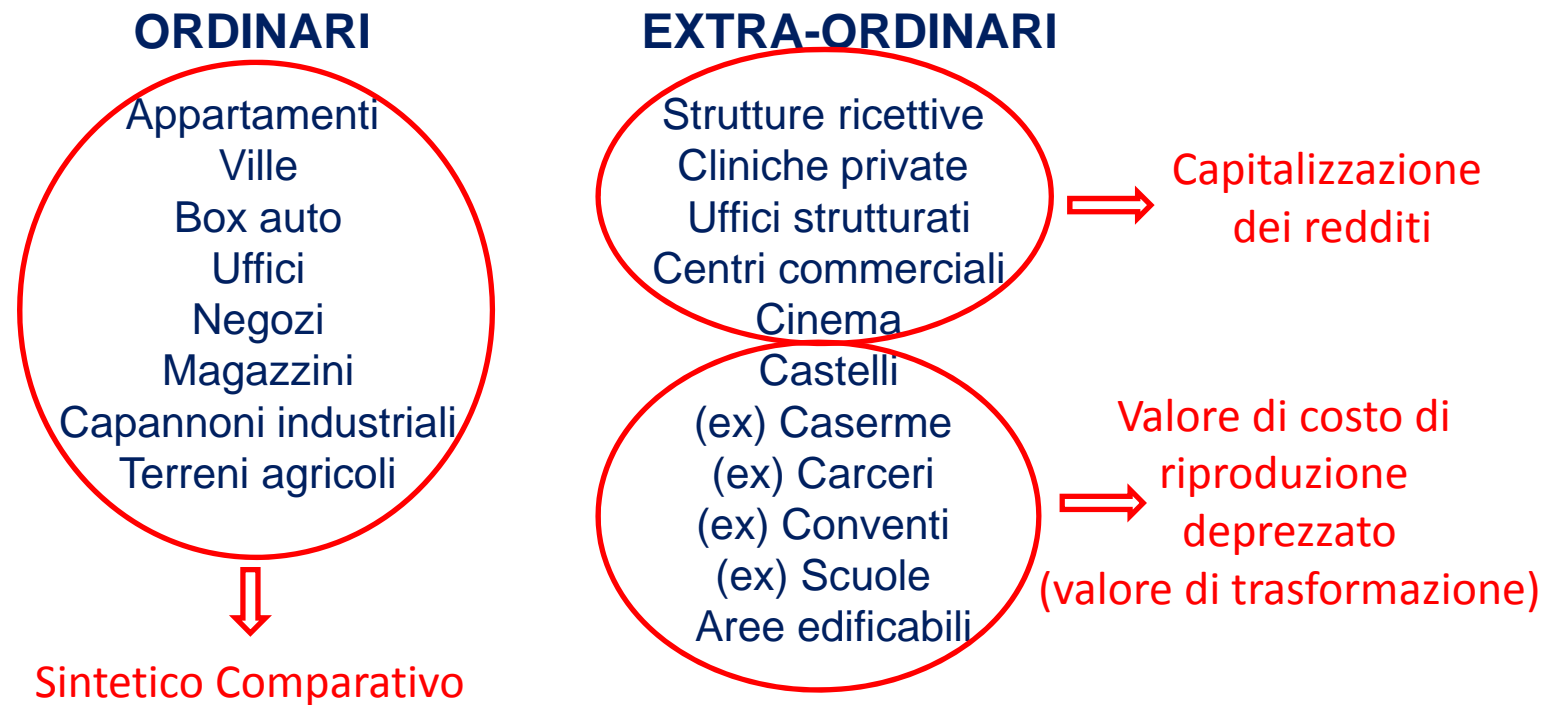 ORDINARI
Appartamenti
Ville
Box auto
Uffici
Negozi
Magazzini
Capannoni industriali
Terreni agricoli
Sintetico Comparativo
EXTRA-ORDINARI
Strutture ricettive
Cliniche private
Uffici strutturati
Centri commerciali
Cinema
Capitalizzazione
dei redditi
Castelli
(ex) Caserme
(ex) Carceri
(ex) Conventi
(ex) Scuole
Aree edificabili
Valore di costo di
riproduzione
deprezzato
(valore di trasformazione)